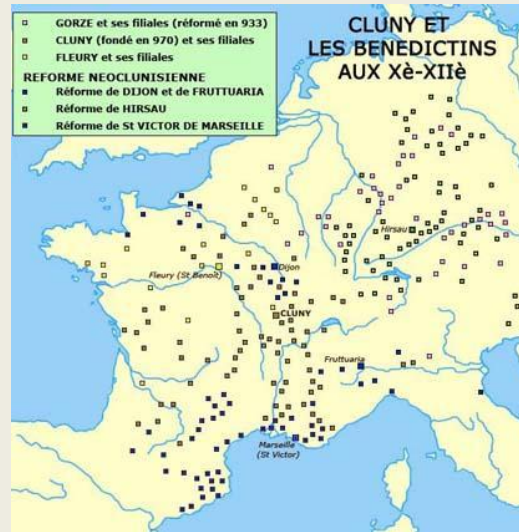 GORZE et ses filiales (réformé en 933)
CLUNY (fondé en 970) et ses filiales
FLEURY et ses filiales
REFORME NEOCLUNISIENNE
Réforme de DIJON et de FRUTTUARIA
Réforme de HIRSAU
Réforme de St VICTOR DE MARSEILLE
CLUNY ET
LES BENEDICTINS
AUX Xè-XIIè
Hirsau
Fleury (St Benoit)
Dijon
CLUNY
Fruttuaria
Marseille
(St Victor)